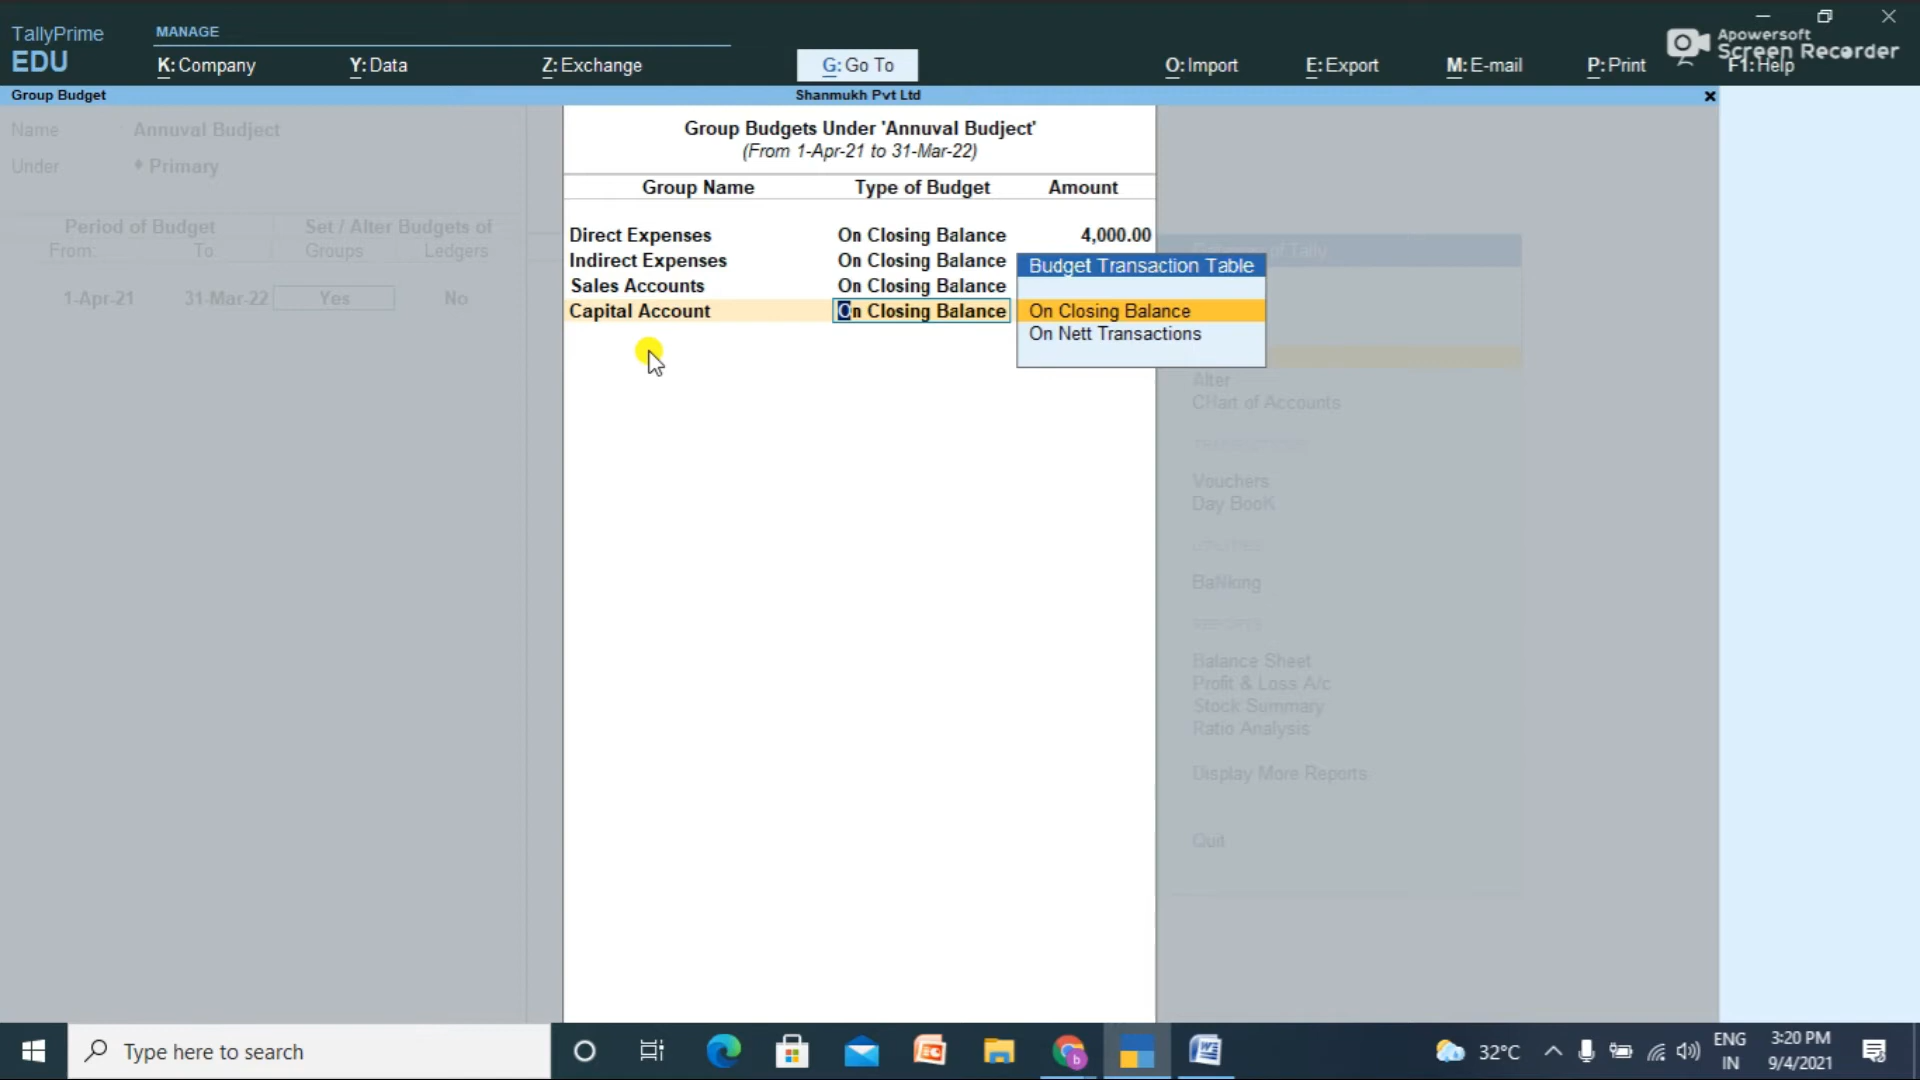 TallyPrime
EDU
MANAGE
K: Company
Y: Data
Z: Exchange
G: Go To
O: Import
E: Export
M: E-mail
P: Print
F1: Help
Apowersoft
Screen Recorder
Group Budget
Shanmukh Pvt Ltd
Name : Annuval Budject
Under : ♦ Primary
Period of Budget
Set / Alter Budgets of
From: To Groups Ledgers
1-Apr-21 31-Mar-22 Yes No
Group Budgets Under 'Annuval Budject'
(From 1-Apr-21 to 31-Mar-22)
Group Name Type of Budget Amount
Direct Expenses On Closing Balance 4,000.00
Indirect Expenses On Closing Balance
Sales Accounts On Closing Balance
Capital Account On Closing Balance
Budget Transaction Table
On Closing Balance
On Nett Transactions
of Tally
Alter
CHart of Accounts
Vouchers
Day BooK
BaNking
REPORTS
Balance Sheet
Profit & Loss A/c
Stock Summary
Ratio Analysis
Display More Reports
Quit
Type here to search
32°C
ENG
IN
3:20 PM
9/4/2021